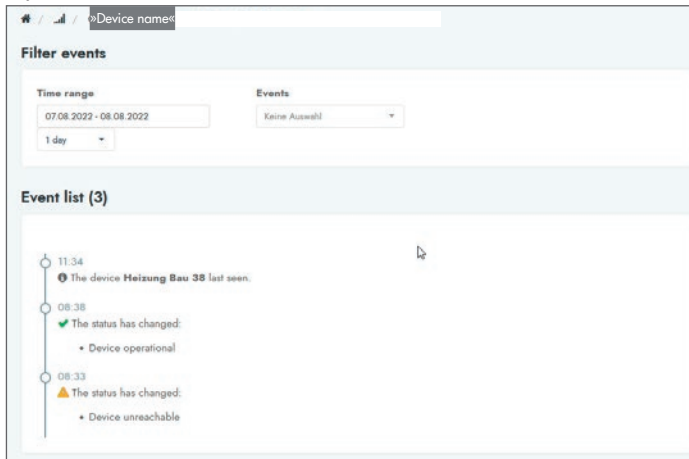 / / »Device name«
Filter events
Time range Events
07.08.2022 - 08.08.2022 Keine Auswahl
1 day
Event list (3)
11:34
The device Heizung Bau 38 last seen.
08:38
The status has changed:
• Device operational
08:33
The status has changed:
• Device unreachable